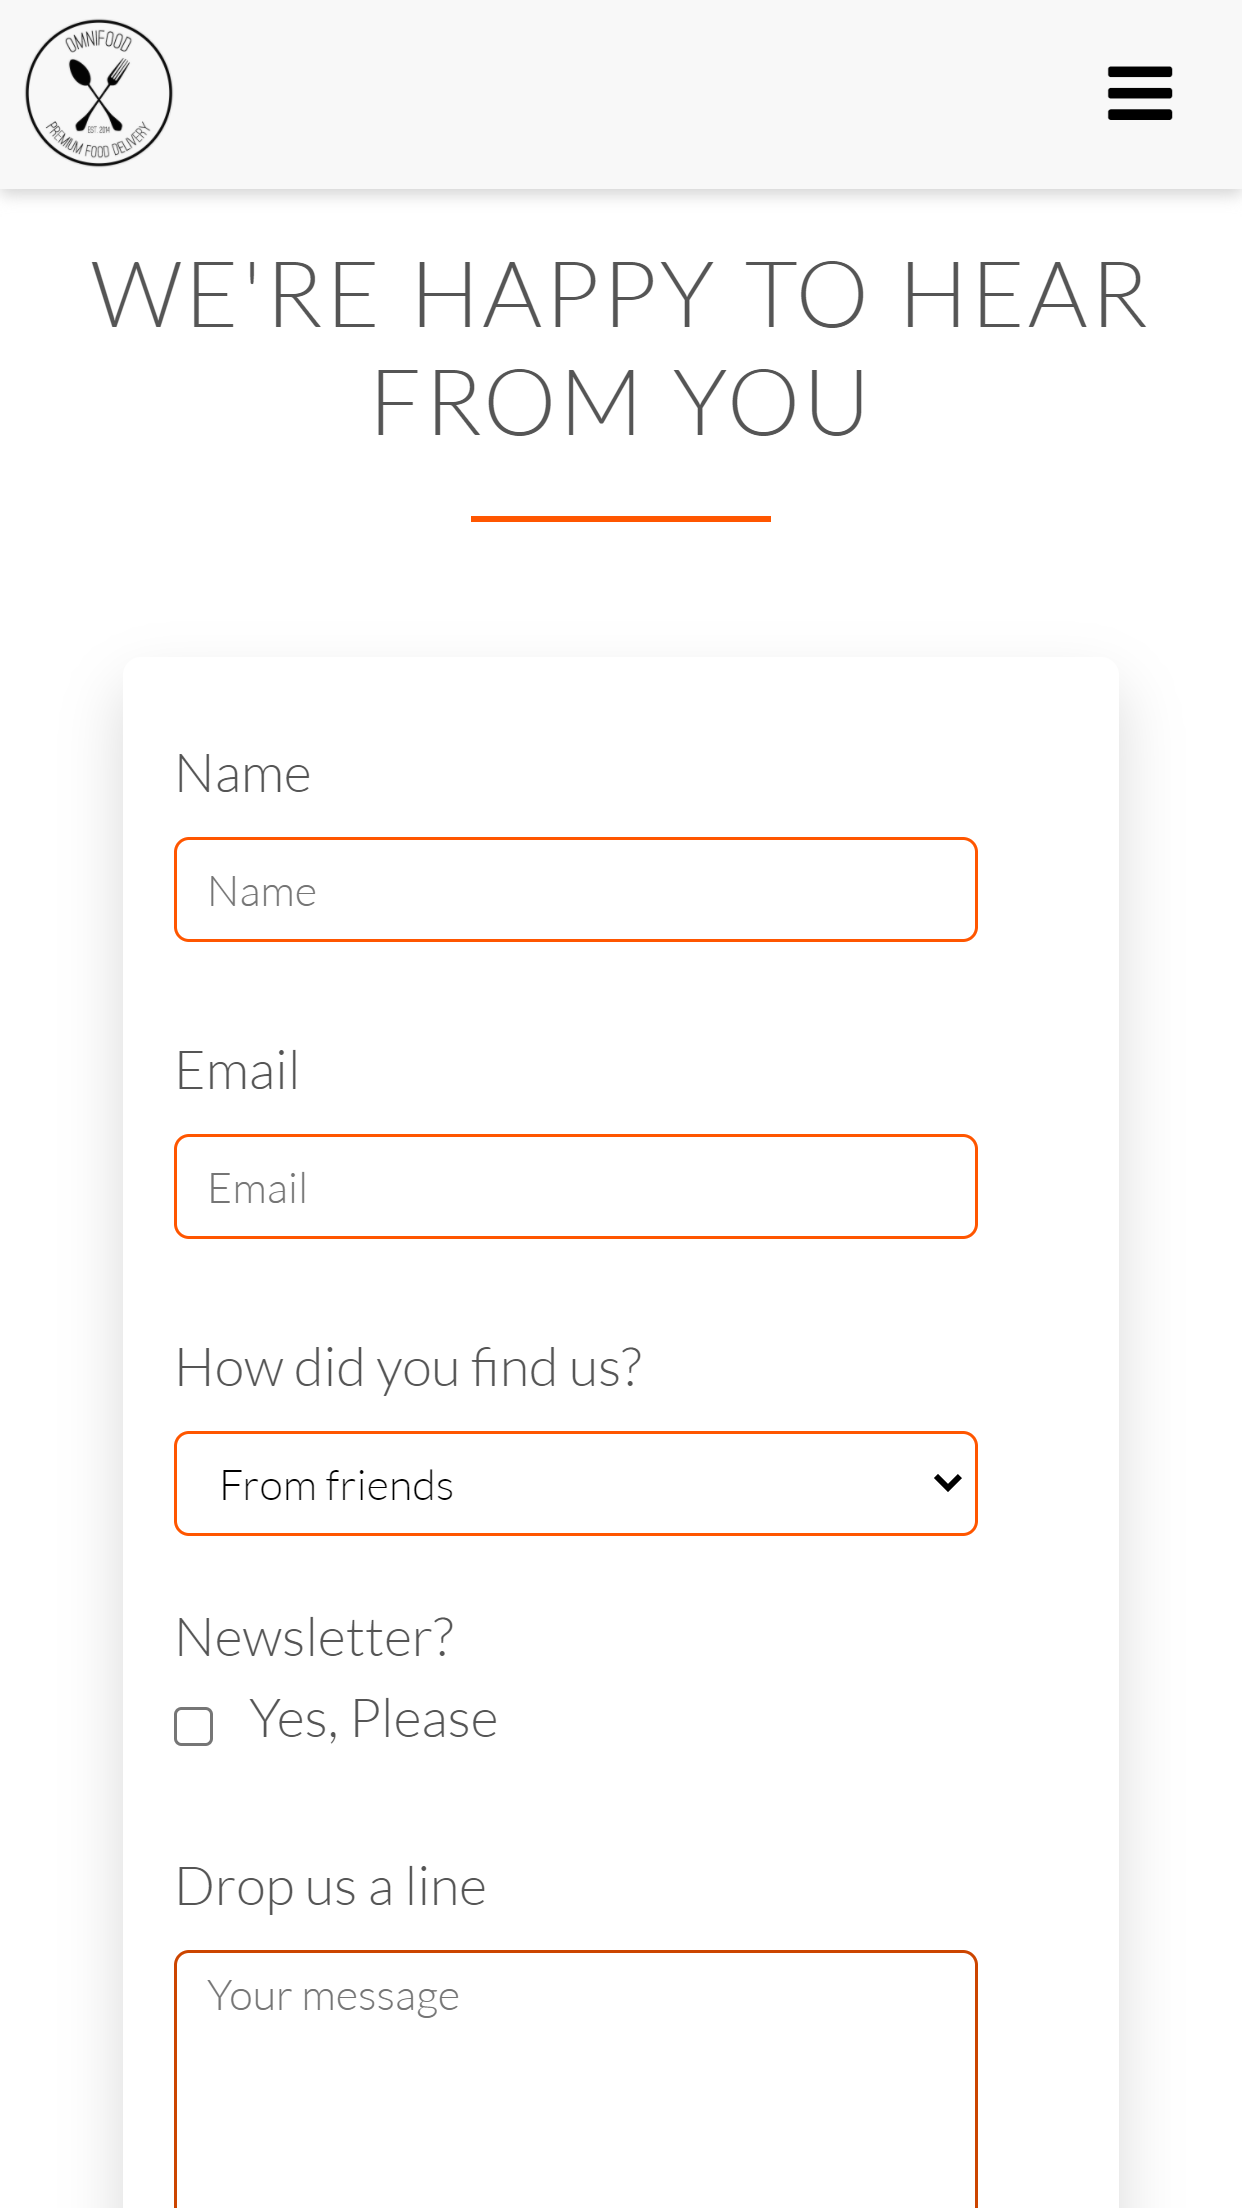 OMNIFOOD
EST. 2014
PREMIUM FOOD DELIVERY
WE'RE HAPPY TO HEAR
FROM YOU
Name
Name
Email
Email
How did you find us?
From friends
Newsletter?
Yes, Please
Drop us a line
Your message